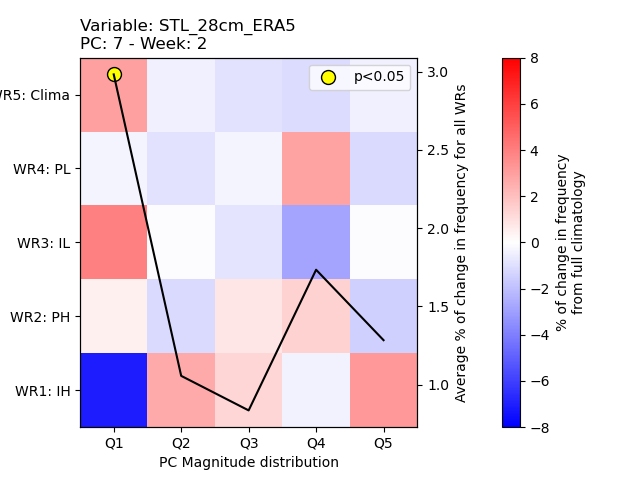 Variable: STL_28cm_ERA5
PC: 7 - Week: 2
p<0.05
WR5: Clima
WR4: PL
WR3: IL
WR2: PH
WR1: IH
Q1 Q2 Q3 Q4 Q5
PC Magnitude distribution
3.0
2.5
2.0
1.5
1.0
Average % of change in frequency for all WRs
8
6
4
2
0
−2
−4
−6
−8
% of change in frequency
from full climatology